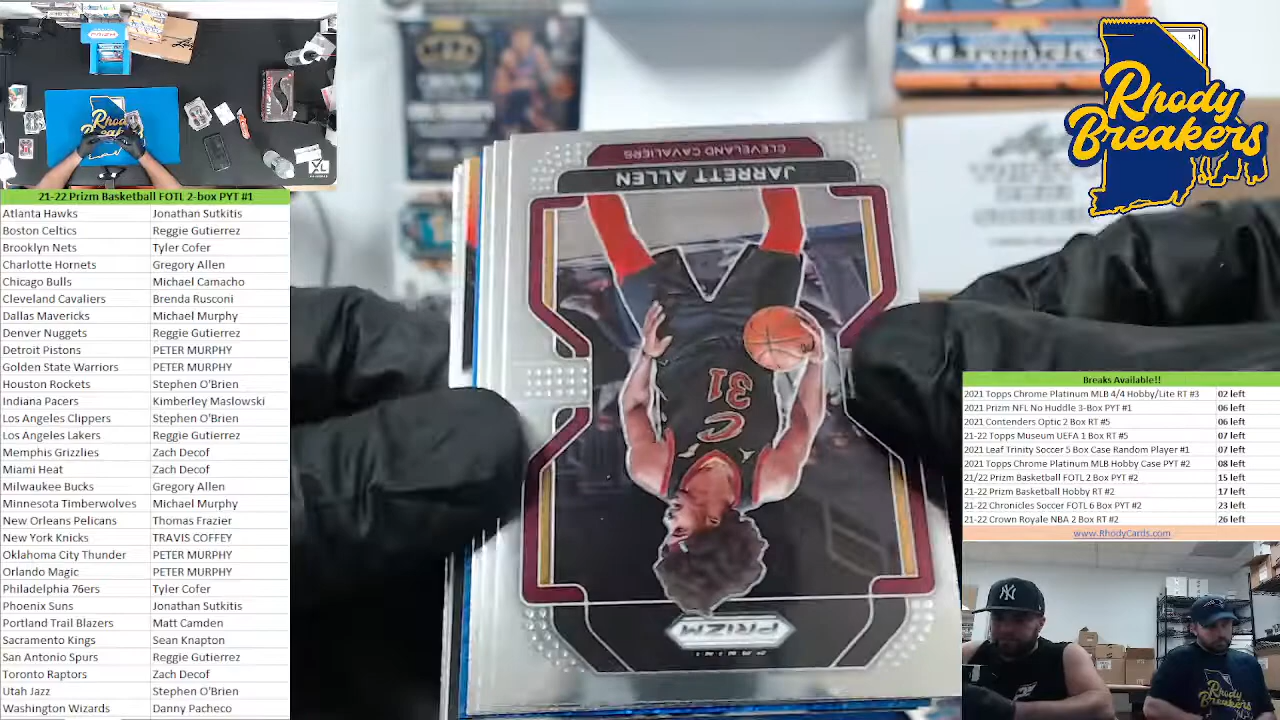 21-22 Prizm Basketball FOTL 2-box PYT #1
Atlanta Hawks Jonathan Sutkitis
Boston Celtics Reggie Gutierrez
Brooklyn Nets Tyler Cofer
Charlotte Hornets Gregory Allen
Chicago Bulls Michael Camacho
Cleveland Cavaliers Brenda Rusconi
Dallas Mavericks Michael Murphy
Denver Nuggets Reggie Gutierrez
Detroit Pistons PETER MURPHY
Golden State Warriors PETER MURPHY
Houston Rockets Stephen O'Brien
Indiana Pacers Kimberley Maslowski
Los Angeles Clippers Stephen O'Brien
Los Angeles Lakers Reggie Gutierrez
Memphis Grizzlies Zach Decof
Miami Heat Zach Decof
Milwaukee Bucks Gregory Allen
Minnesota Timberwolves Michael Murphy
New Orleans Pelicans Thomas Frazier
New York Knicks TRAVIS COFFEY
Oklahoma City Thunder PETER MURPHY
Orlando Magic PETER MURPHY
Philadelphia 76ers Tyler Cofer
Phoenix Suns Jonathan Sutkitis
Portland Trail Blazers Matt Camden
Sacramento Kings Sean Knapton
San Antonio Spurs Reggie Gutierrez
Toronto Raptors Zach Decof
Utah Jazz Stephen O'Brien
Washington Wizards Danny Pacheco
CLEVELAND CAVALIERS
JARRETT ALLEN
31
PRIZM
PANINI
1/1
Rhody
Breakers
Breaks Available!!
2021 Topps Chrome Platinum MLB 4/4 Hobby/Lite RT #3 02 left
2021 Prizm NFL No Huddle 3-Box PYT #1 06 left
2021 Contenders Optic 2 Box RT #5 06 left
21-22 Topps Museum UEFA 1 Box RT #5 07 left
2021 Leaf Trinity Soccer 5 Box Case Random Player #1 07 left
2021 Topps Chrome Platinum MLB Hobby Case PYT #2 08 left
21/22 Prizm Basketball FOTL 2 Box PYT #2 15 left
21-22 Prizm Basketball Hobby RT #2 17 left
21-22 Chronicles Soccer FOTL 6 Box PYT #2 23 left
21-22 Crown Royale NBA 2 Box RT #2 26 left
www.RhodyCards.com
NY
Rhody
Breakers